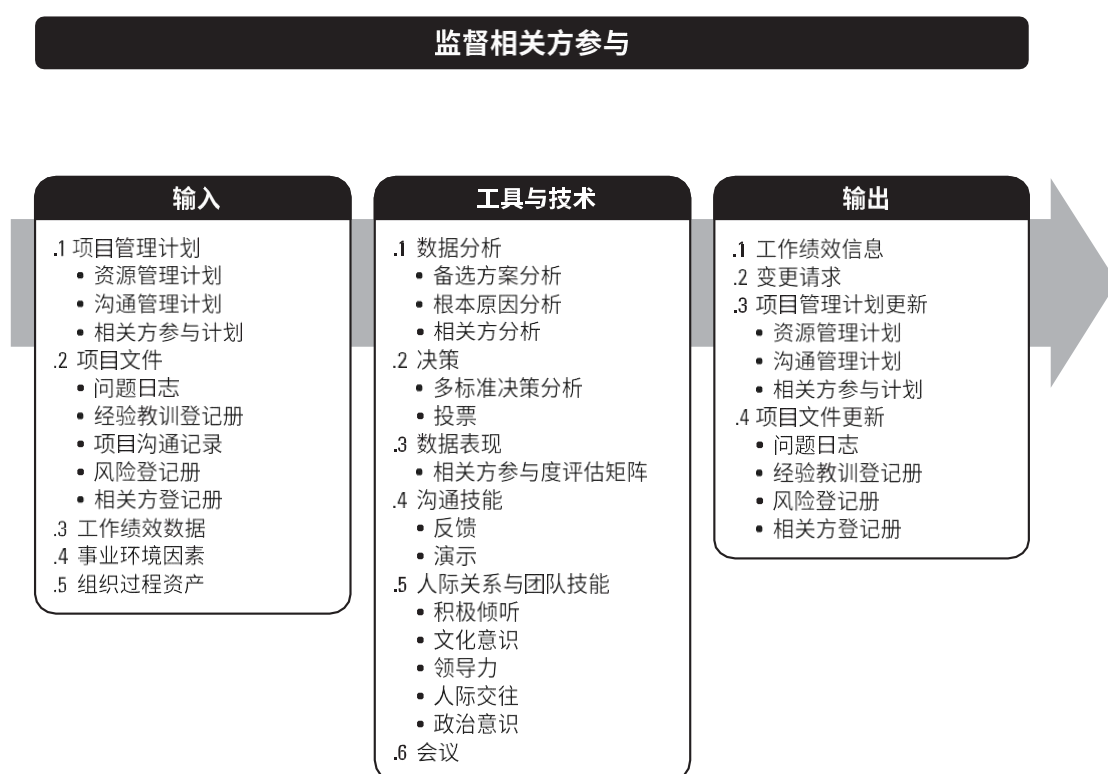 监督相关方参与
输入
.1 项目管理计划
• 资源管理计划
• 沟通管理计划
• 相关方参与计划
.2 项目文件
• 问题日志
• 经验教训登记册
• 项目沟通记录
• 风险登记册
• 相关方登记册
.3 工作绩效数据
.4 事业环境因素
.5 组织过程资产
工具与技术
.1 数据分析
• 备选方案分析
• 根本原因分析
• 相关方分析
.2 决策
• 多标准决策分析
• 投票
.3 数据表现
• 相关方参与度评估矩阵
.4 沟通技能
• 反馈
• 演示
.5 人际关系与团队技能
• 积极倾听
• 文化意识
• 领导力
• 人际交往
• 政治意识
.6 会议
输出
.1 工作绩效信息
.2 变更请求
.3 项目管理计划更新
• 资源管理计划
• 沟通管理计划
• 相关方参与计划
.4 项目文件更新
• 问题日志
• 经验教训登记册
• 风险登记册
• 相关方登记册